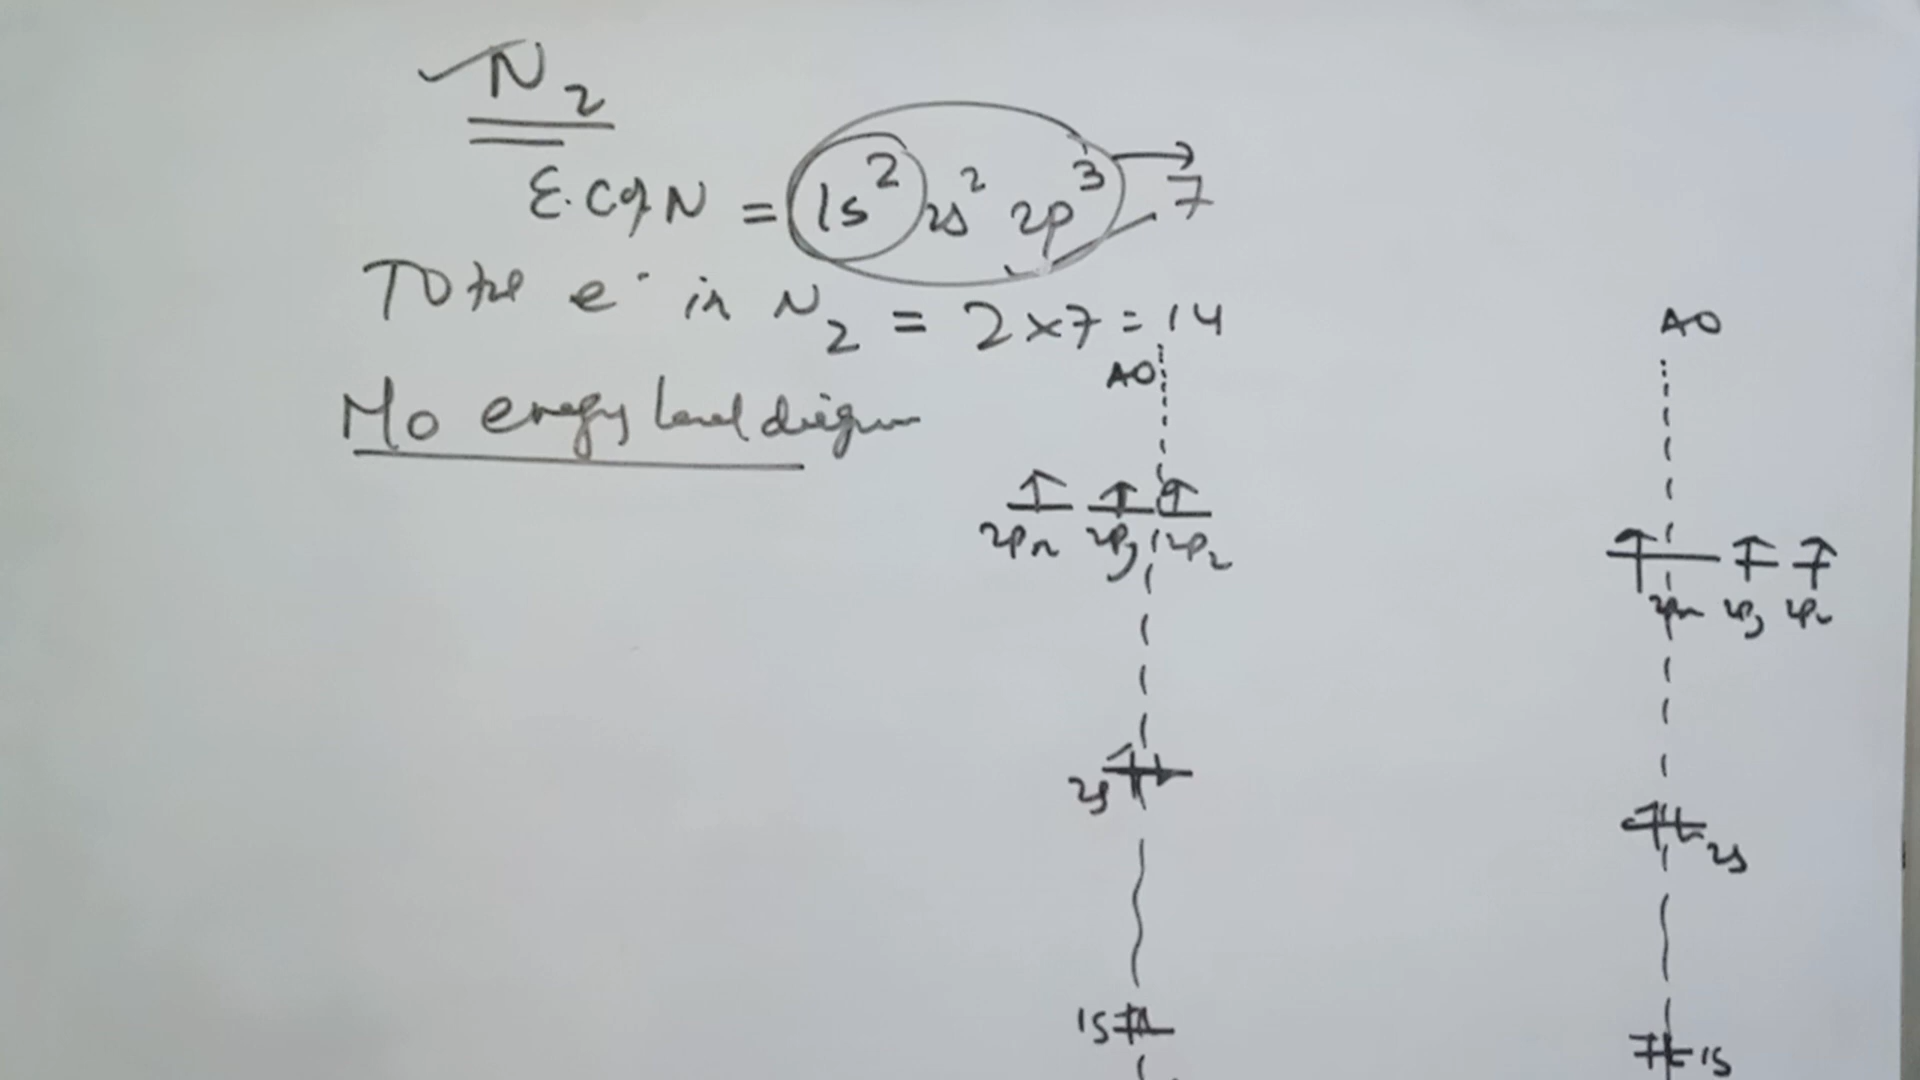 N₂
E.C of N = 1s² 2s² 2p³ → 7
Total e⁻ in N₂ = 2×7 = 14
AO
AO
MO energy level diagram
2px 2py 2pz
2px 2py 2pz
2s
2s
1s
1s